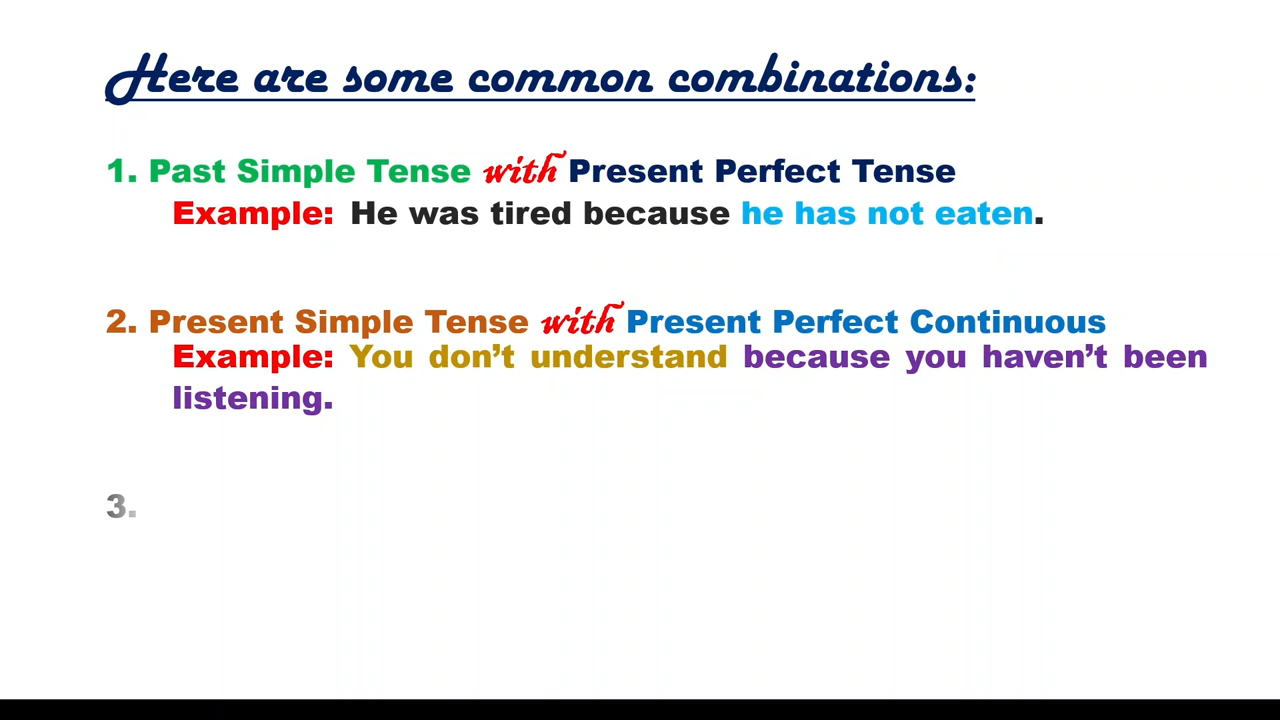 Here are some common combinations:
1. Past Simple Tense with Present Perfect Tense
Example: He was tired because he has not eaten.
2. Present Simple Tense with Present Perfect Continuous
Example: You don’t understand because you haven’t been
listening.
3.